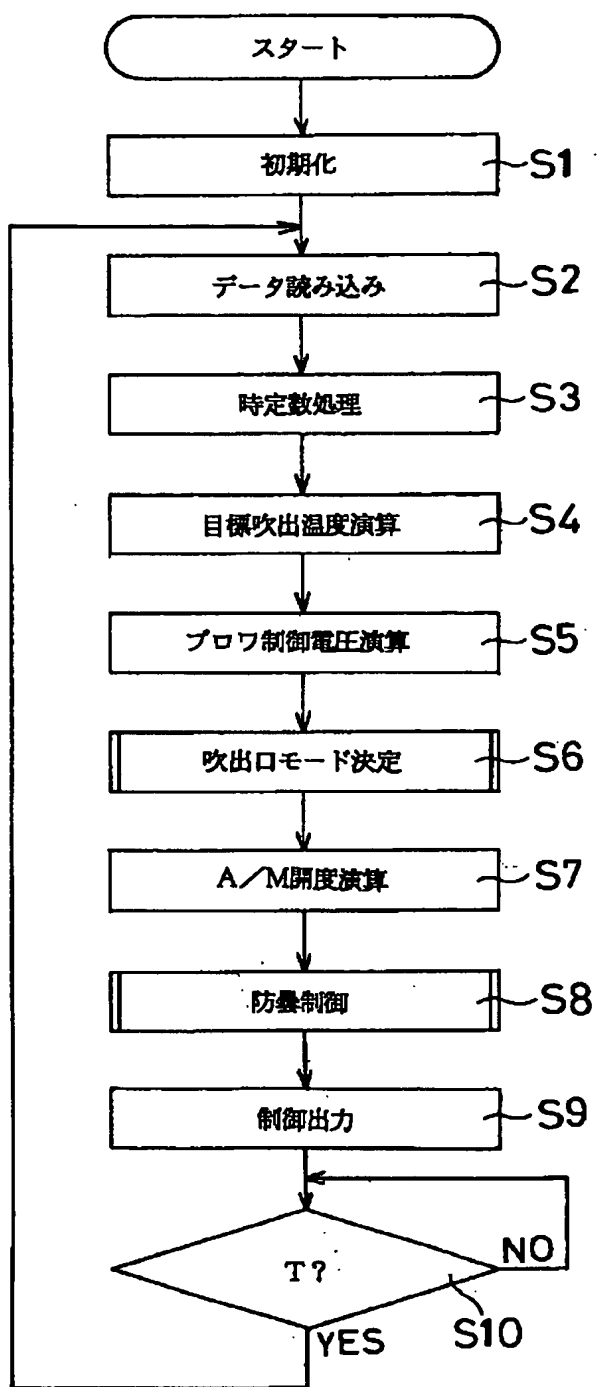 スタート
初期化 S1
データ読み込み S2
時定数処理 S3
目標吹出温度演算 S4
ブロワ制御電圧演算 S5
吹出口モード決定 S6
A／M開度演算 S7
防曇制御 S8
制御出力 S9
T？ NO
S10
YES